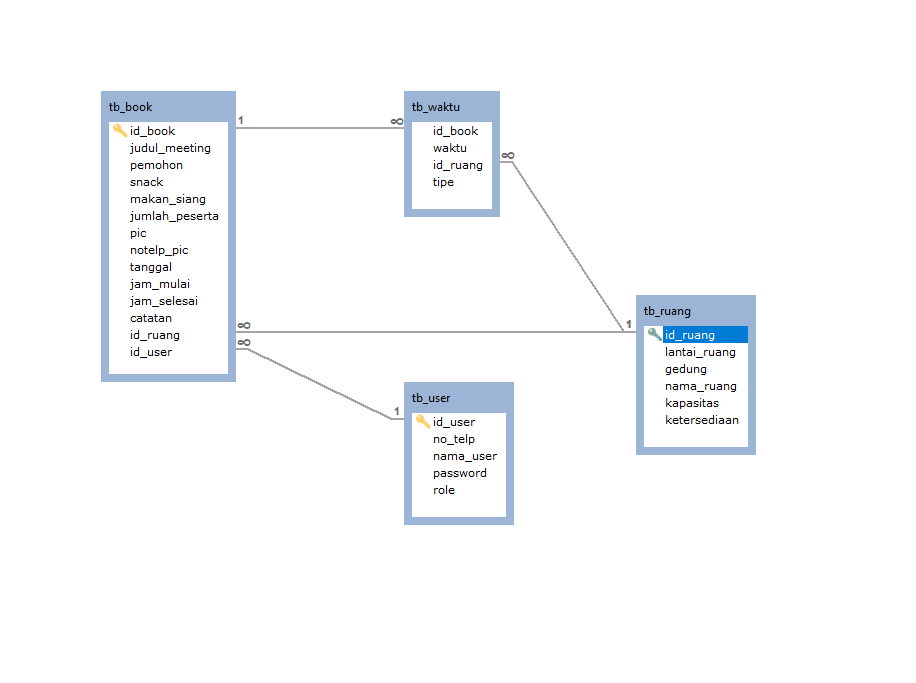 tb_book
id_book
judul_meeting
pemohon
snack
makan_siang
jumlah_peserta
pic
notelp_pic
tanggal
jam_mulai
jam_selesai
catatan
id_ruang
id_user
1
∞
tb_waktu
id_book
waktu
id_ruang
tipe
∞
∞
∞
1
tb_ruang
id_ruang
lantai_ruang
gedung
nama_ruang
kapasitas
ketersediaan
1
tb_user
id_user
no_telp
nama_user
password
role